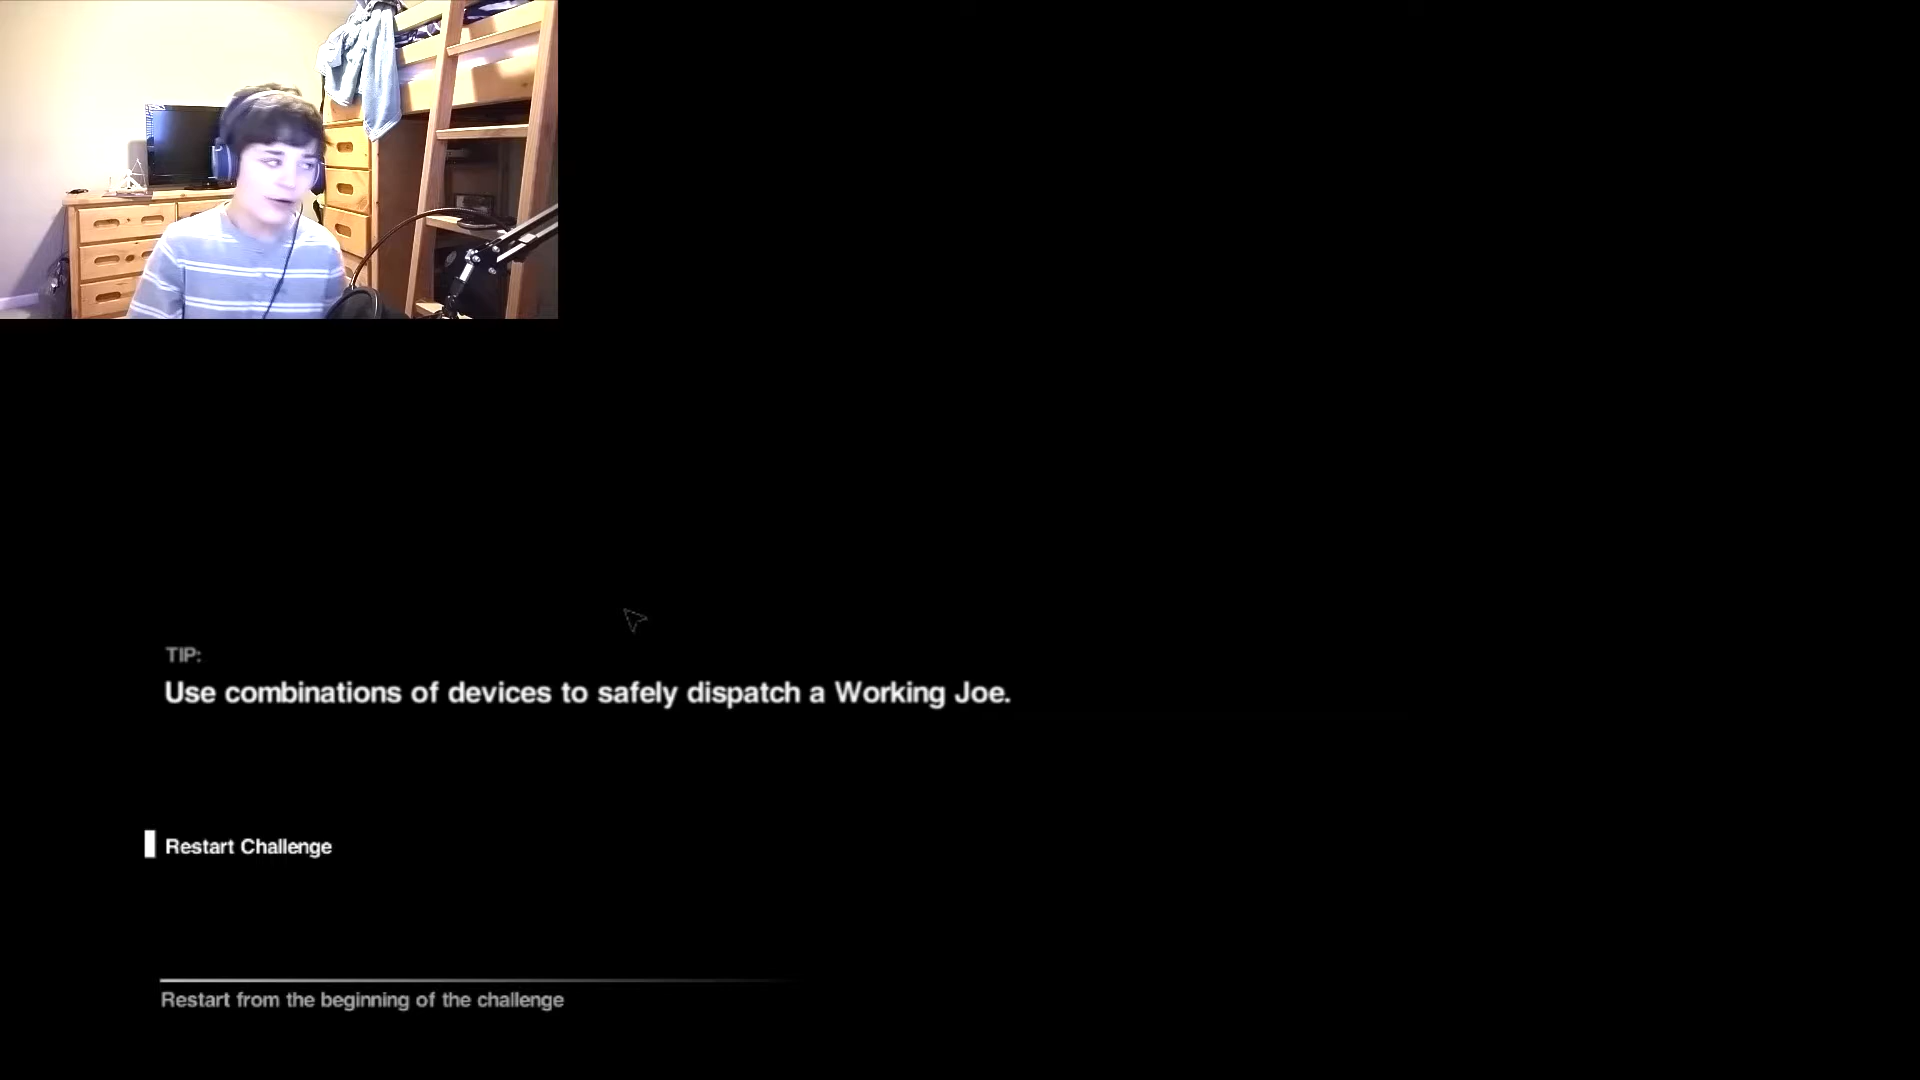 TIP:
Use combinations of devices to safely dispatch a Working Joe.
Restart Challenge
Restart from the beginning of the challenge